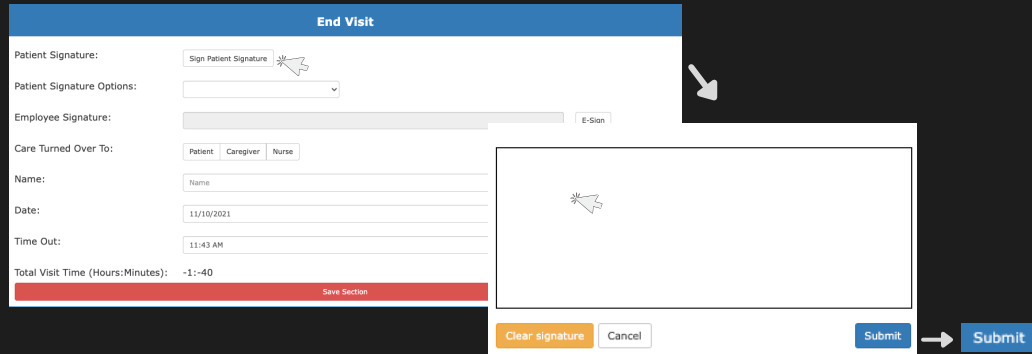 End Visit
Patient Signature: Sign Patient Signature
Patient Signature Options:
Employee Signature: E-Sign
Care Turned Over To: Patient Caregiver Nurse
Name: Name
Date: 11/10/2021
Time Out: 11:43 AM
Total Visit Time (Hours:Minutes): -1:-40
Save Section
Clear signature Cancel Submit Submit